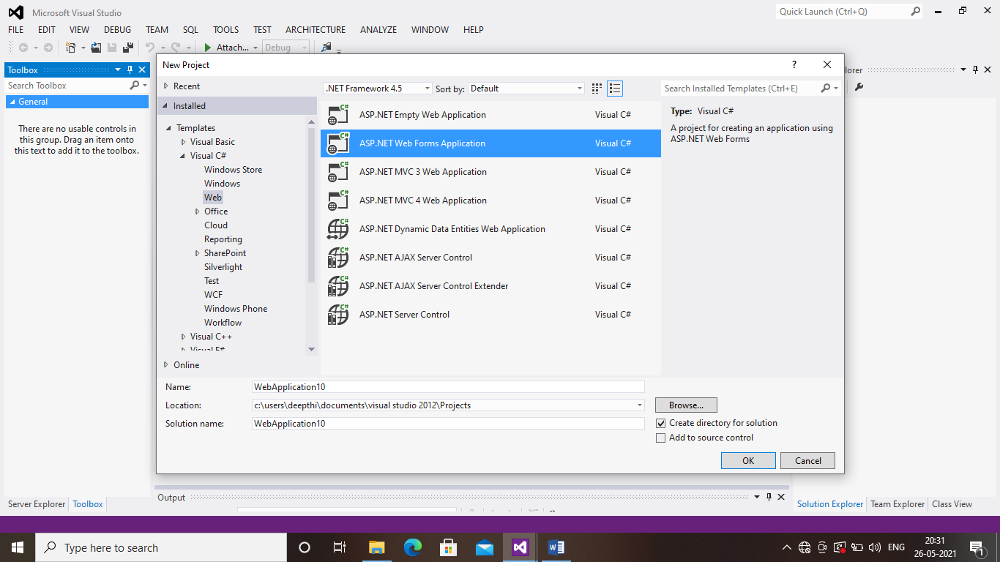 Microsoft Visual Studio
Quick Launch (Ctrl+Q)
FILE EDIT VIEW DEBUG TEAM SQL TOOLS TEST ARCHITECTURE ANALYZE WINDOW HELP
Attach... Debug
Toolbox
Search Toolbox
General
There are no usable controls in
this group. Drag an item onto
this text to add it to the toolbox.
Server Explorer Toolbox
New Project
?
Recent
Installed
Templates
Visual Basic
Visual C#
Windows Store
Windows
Web
Office
Cloud
Reporting
SharePoint
Silverlight
Test
WCF
Windows Phone
Workflow
Visual C++
Visual F#
Online
.NET Framework 4.5 Sort by: Default
ASP.NET Empty Web Application Visual C#
ASP.NET Web Forms Application Visual C#
ASP.NET MVC 3 Web Application Visual C#
ASP.NET MVC 4 Web Application Visual C#
ASP.NET Dynamic Data Entities Web Application Visual C#
ASP.NET AJAX Server Control Visual C#
ASP.NET AJAX Server Control Extender Visual C#
ASP.NET Server Control Visual C#
Search Installed Templates (Ctrl+E)
Type: Visual C#
A project for creating an application using
ASP.NET Web Forms
Name: WebApplication10
Location: c:\users\deepthi\documents\visual studio 2012\Projects Browse...
Solution name: WebApplication10
Create directory for solution
Add to source control
OK Cancel
lorer
Output
Solution Explorer Team Explorer Class View
Type here to search
ENG
20:31
26-05-2021
1